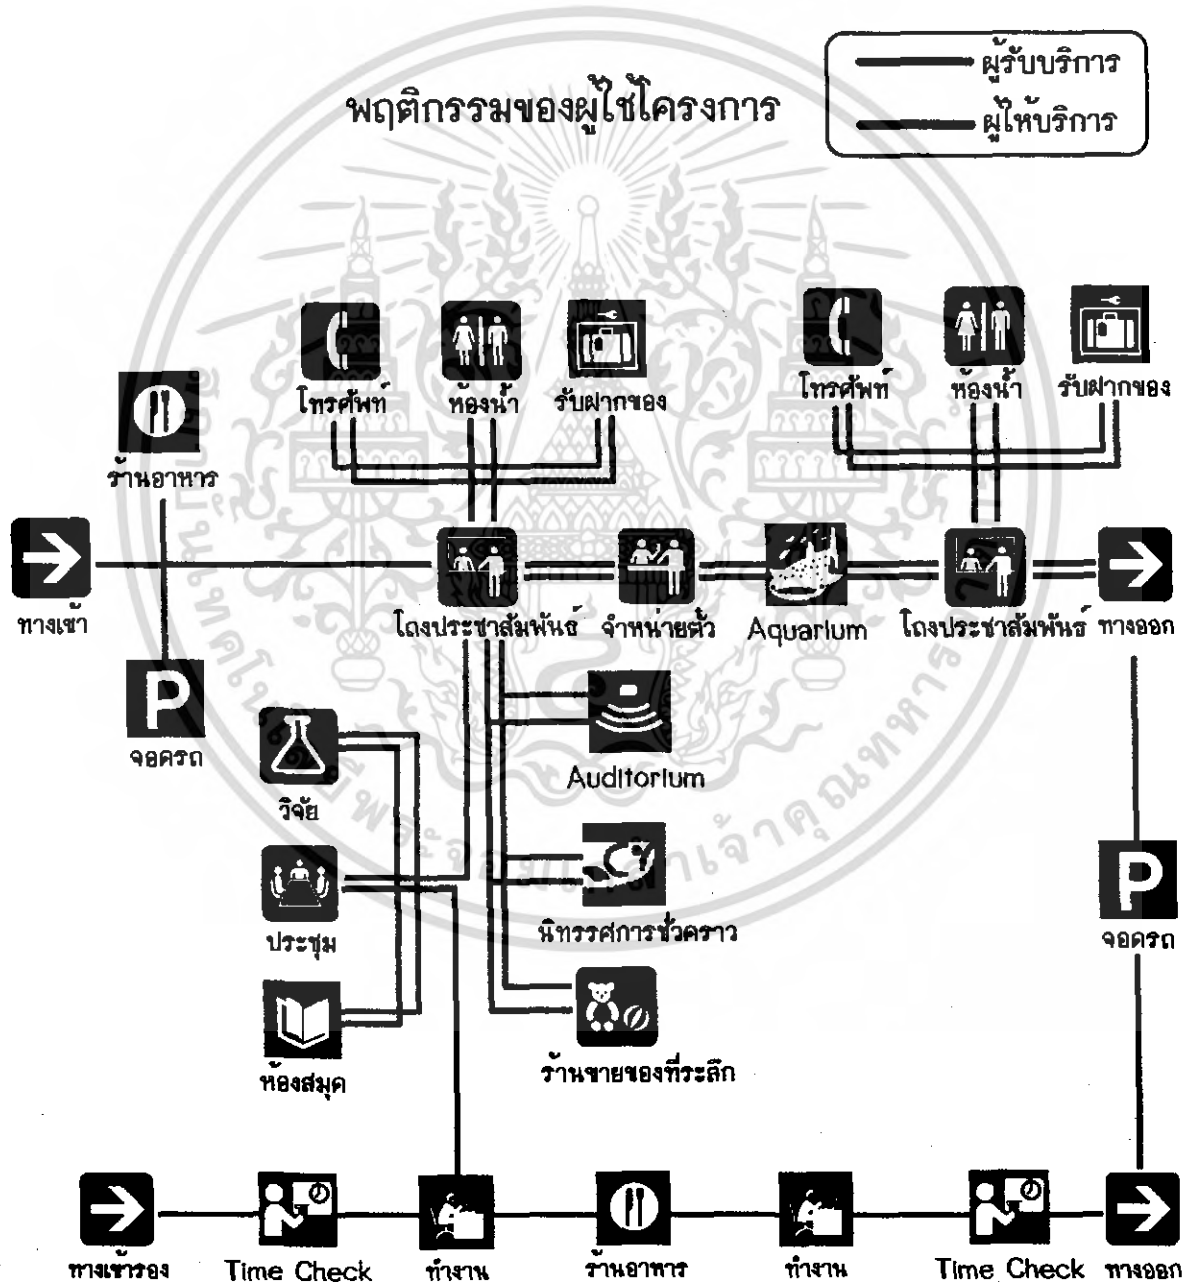 ผู้รับบริการ
ผู้ให้บริการ
พฤติกรรมของผู้ใช้โครงการ
โทรศัพท์ ห้องน้ำ รับฝากของ โทรศัพท์ ห้องน้ำ รับฝากของ
ร้านอาหาร
ทางเข้า โถงประชาสัมพันธ์ จำหน่ายตั๋ว Aquarium โถงประชาสัมพันธ์ ทางออก
P
จอดรถ
Auditorium
วิจัย
P
นิทรรศการชั่วคราว
จอดรถ
ประชุม
ร้านขายของที่ระลึก
ห้องสมุด
ทางเข้ารอง Time Check ทำงาน ร้านอาหาร ทำงาน Time Check ทางออก